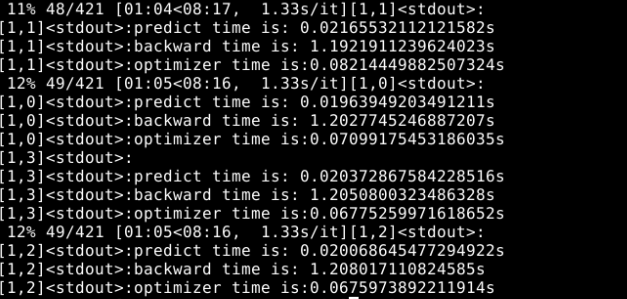 11% 48/421 [01:04<08:17,  1.33s/it][1,1]<stdout>:
[1,1]<stdout>:predict time is: 0.02165532112121582s
[1,1]<stdout>:backward time is: 1.1921911239624023s
[1,1]<stdout>:optimizer time is:0.08214449882507324s
12% 49/421 [01:05<08:16,  1.33s/it][1,0]<stdout>:
[1,0]<stdout>:predict time is: 0.01963949203491211s
[1,0]<stdout>:backward time is: 1.202774524688720​7s
[1,0]<stdout>:optimizer time is:0.07099175453186035s
[1,3]<stdout>:
[1,3]<stdout>:predict time is: 0.020372867584228516s
[1,3]<stdout>:backward time is: 1.2050800323486328s
[1,3]<stdout>:optimizer time is:0.06775259971618652s
12% 49/421 [01:05<08:16,  1.33s/it][1,2]<stdout>:
[1,2]<stdout>:predict time is: 0.020068645477294922s
[1,2]<stdout>:backward time is: 1.208017110824585s
[1,2]<stdout>:optimizer time is:0.0675973892211914s